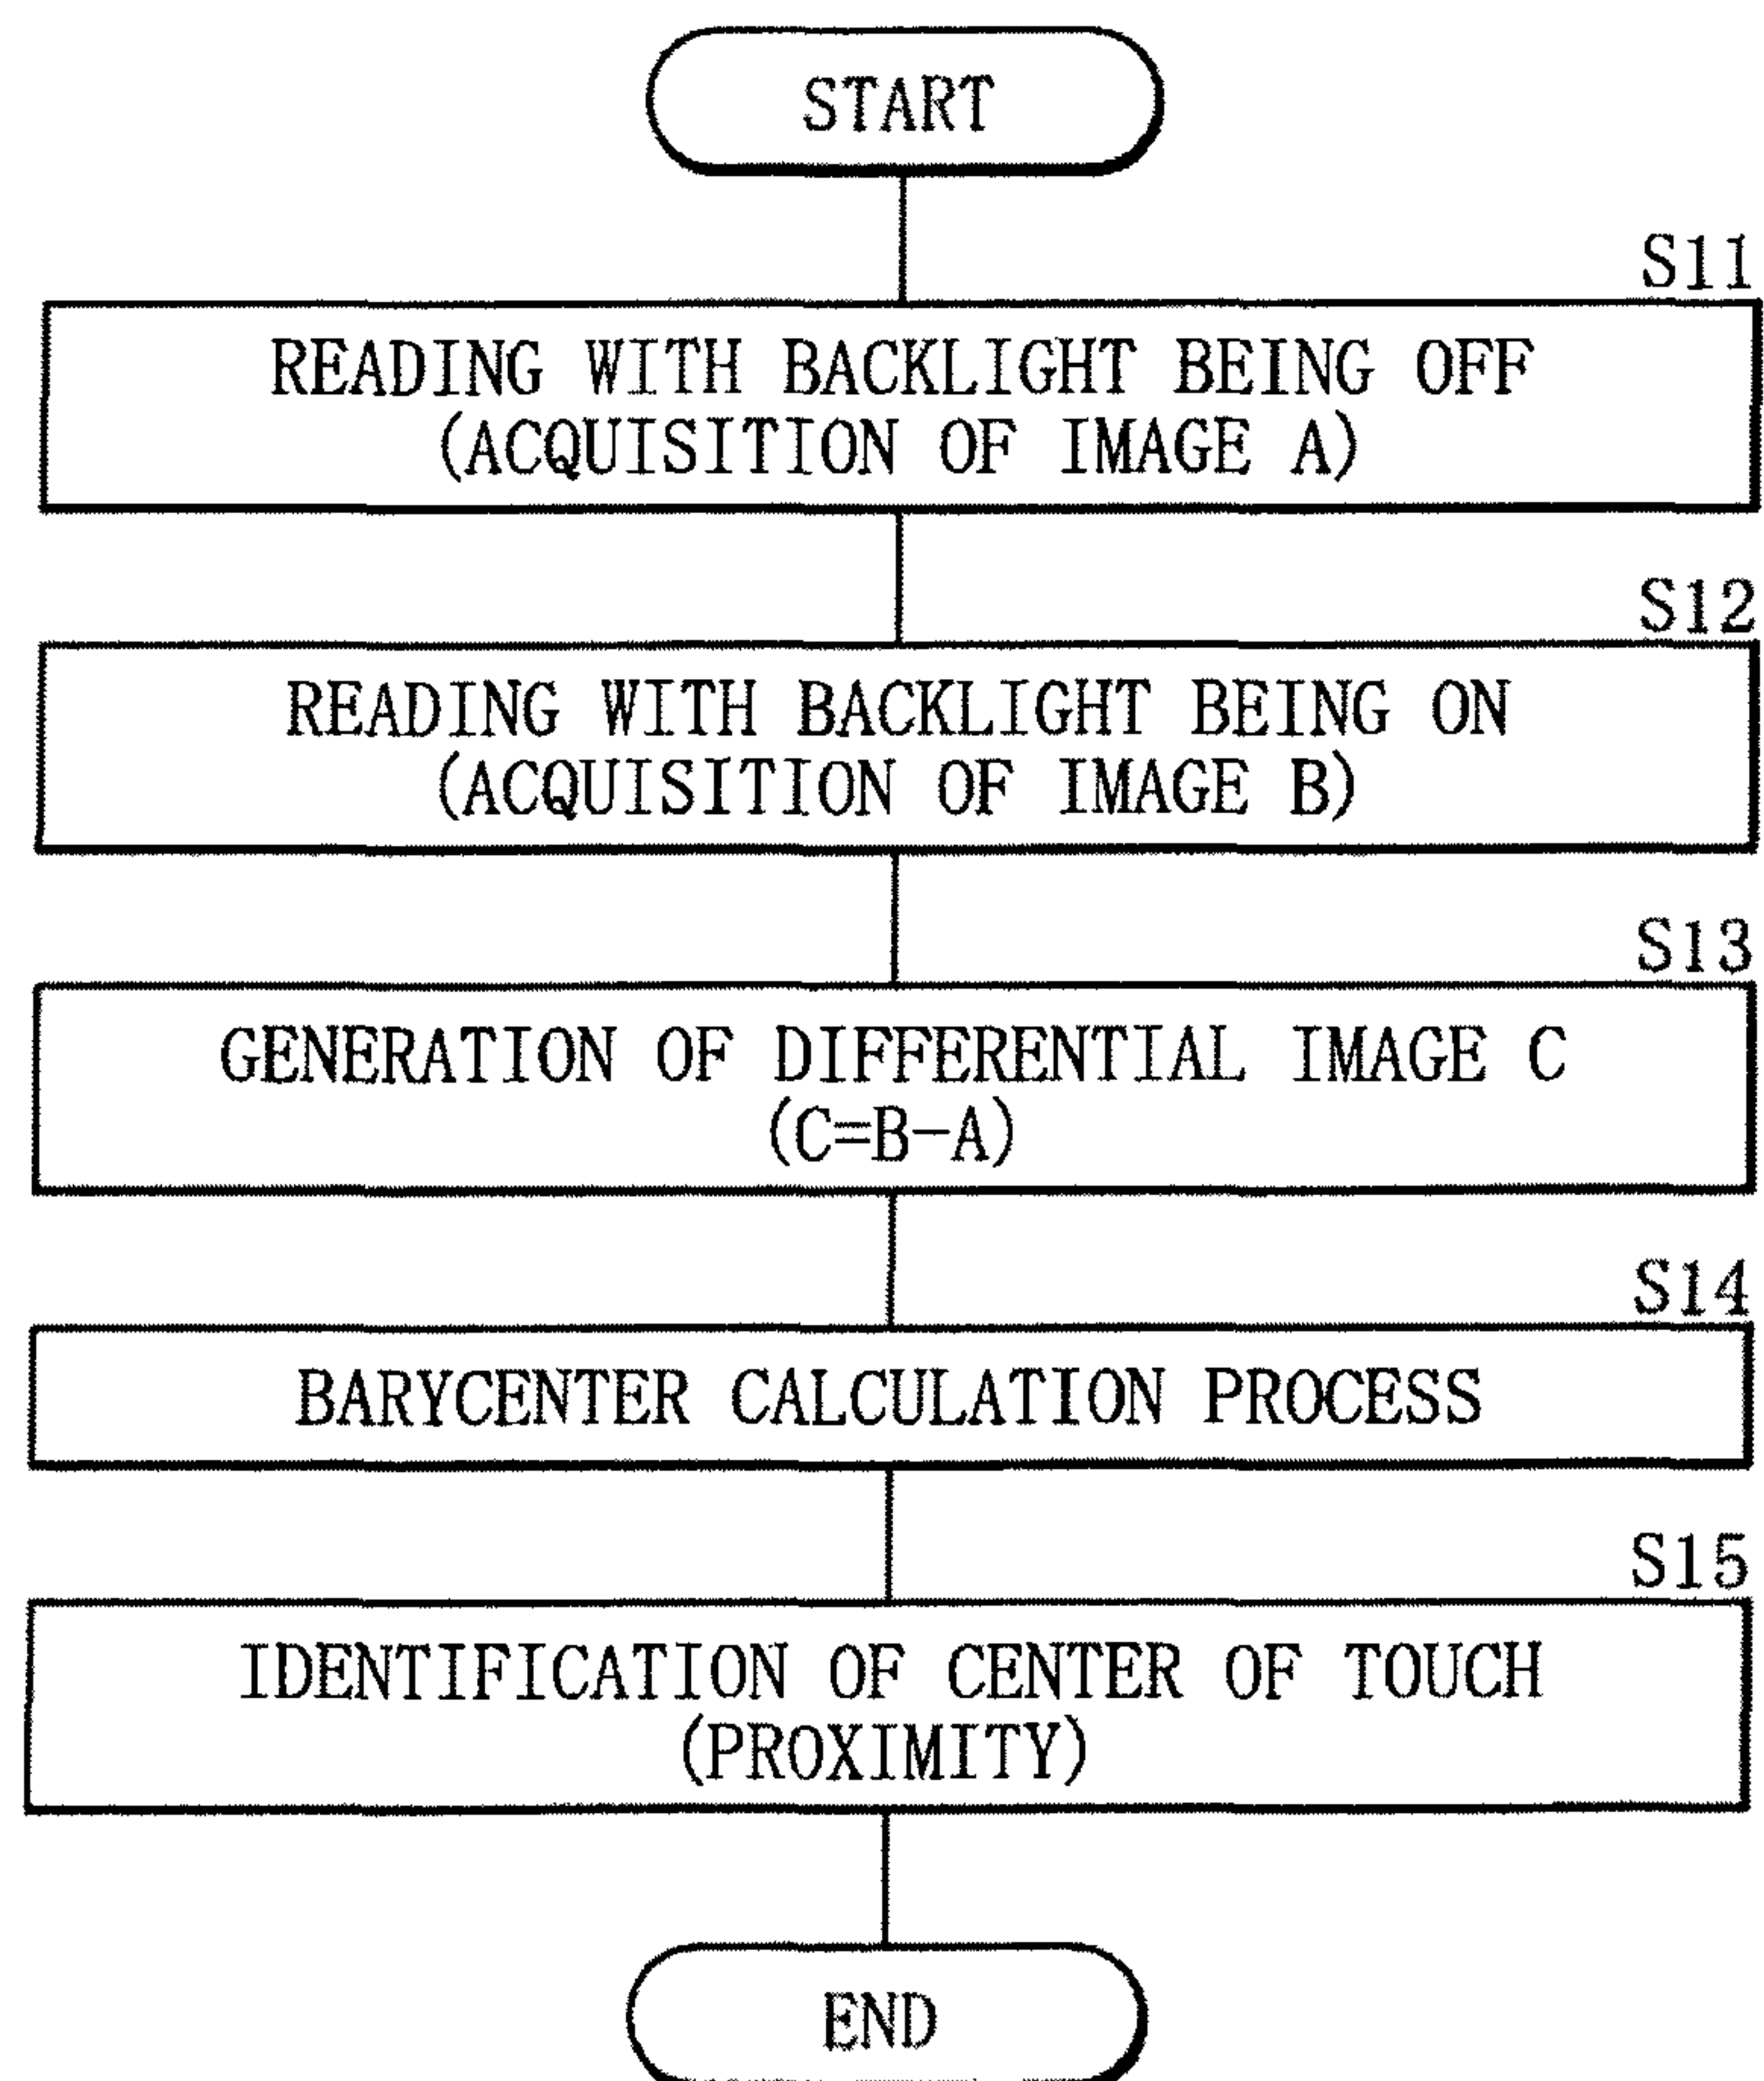 START
S11
READING WITH BACKLIGHT BEING OFF
(ACQUISITION OF IMAGE A)
S12
READING WITH BACKLIGHT BEING ON
(ACQUISITION OF IMAGE B)
S13
GENERATION OF DIFFERENTIAL IMAGE C
(C=B-A)
S14
BARYCENTER CALCULATION PROCESS
S15
IDENTIFICATION OF CENTER OF TOUCH
(PROXIMITY)
END